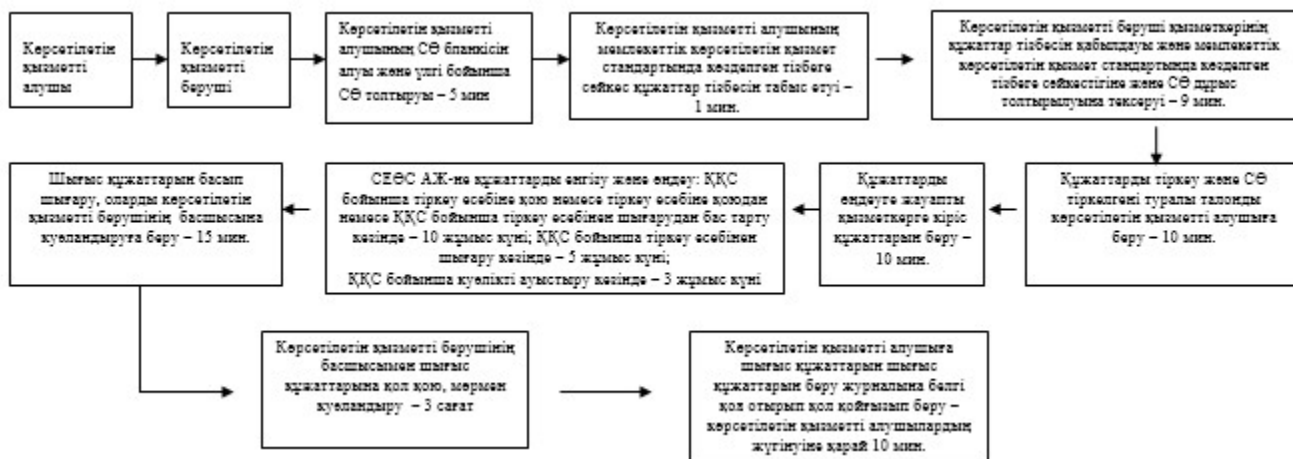 Көрсетілетін
қызметті
алушы
Көрсетілетін
қызметті
беруші
Көрсетілетін қызметті
алушының СӨ бланкісін
алуы және үлгі бойынша
СӨ толтыруы – 5 мин
Көрсетілетін қызметті алушының
мемлекеттік көрсетілетін қызмет
стандартында көзделген тізбеге
сәйкес құжаттар тізбесін табыс етуі –
1 мин.
Көрсетілетін қызметті беруші қызметкерінің
құжаттар тізбесін қабылдауы және мемлекеттік
көрсетілетін қызмет стандартында көзделген
тізбеге сәйкестігіне және СӨ дұрыс
толтырылуына тексеруі – 9 мин.
Құжаттарды тіркеу және СӨ
тіркелгені туралы талонды
көрсетілетін қызметті алушыға
беру – 10 мин.
Құжаттарды
өңдеуге жауапты
қызметкерге кіріс
құжаттарын беру –
10 мин.
СЕӨС АЖ-не құжаттарды енгізу және өңдеу: ҚҚС
бойынша тіркеу есебіне қою немесе тіркеу есебіне қоюдан
немесе ҚҚС бойынша тіркеу есебінен шығарудан бас тарту
кезінде – 10 жұмыс күні; ҚҚС бойынша тіркеу есебінен
шығару кезінде – 5 жұмыс күні;
ҚҚС бойынша куәлікті ауыстыру кезінде – 3 жұмыс күні
Шығыс құжаттарын басып
шығару, оларды көрсетілетін
қызметті берушінің басшысына
куәландыруға беру – 15 мин.
Көрсетілетін қызметті берушінің
басшысымен шығыс
құжаттарына қол қою, мөрмен
куәландыру – 3 сағат
Көрсетілетін қызметті алушыға
шығыс құжаттарын шығыс
құжаттарын беру журналына белгі
қоя отырып қол қойғызып беру –
көрсетілетін қызметті алушылардың
жүгінуіне қарай 10 мин.